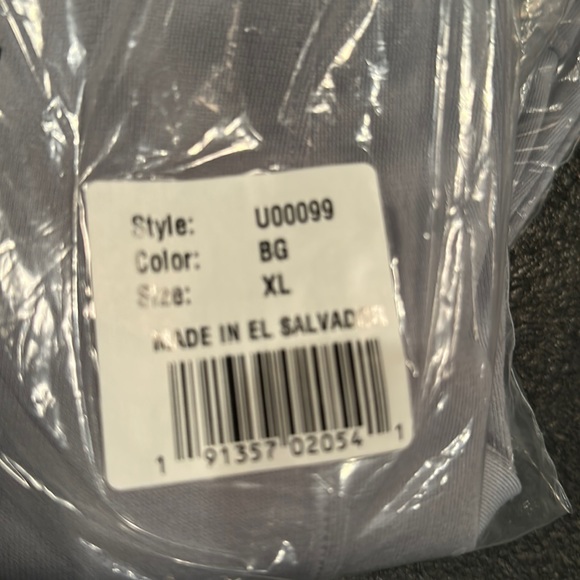 Style: U00099
Color: BG
Size: XL
MADE IN EL SALVADOR
1 91357 02054 1